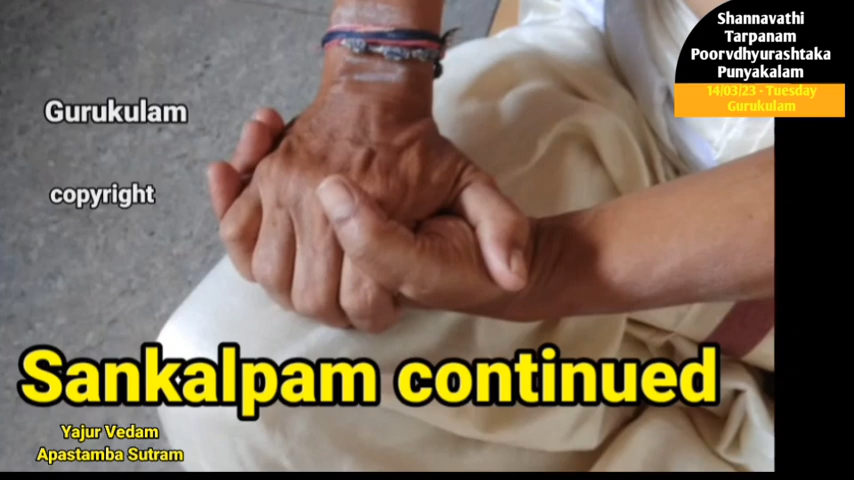 Shannavathi
Tarpanam
Poorvdhyurashtaka
Punyakalam
14/03/23 - Tuesday
Gurukulam
Gurukulam
copyright
Sankalpam continued
Yajur Vedam
Apastamba Sutram